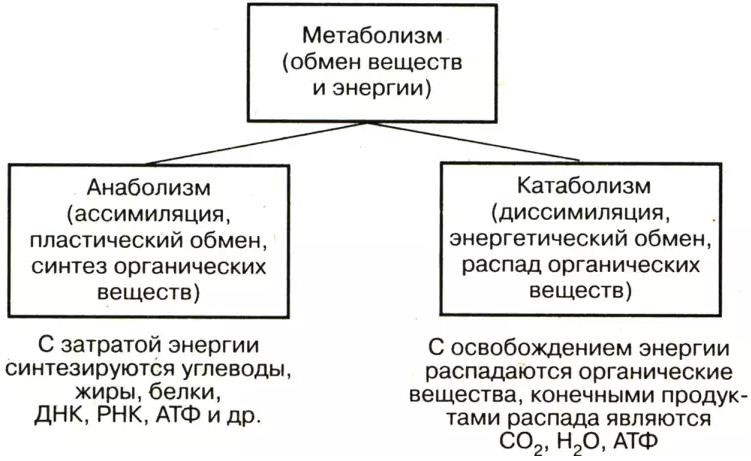 Метаболизм
(обмен веществ
и энергии)
Анаболизм
(ассимиляция,
пластический обмен,
синтез органических
веществ)
Катаболизм
(диссимиляция,
энергетический обмен,
распад органических
веществ)
С затратой энергии
синтезируются углеводы,
жиры, белки,
ДНК, РНК, АТФ и др.
С освобождением энергии
распадаются органические
вещества, конечными продук-
тами распада являются
CO₂, H₂O, АТФ